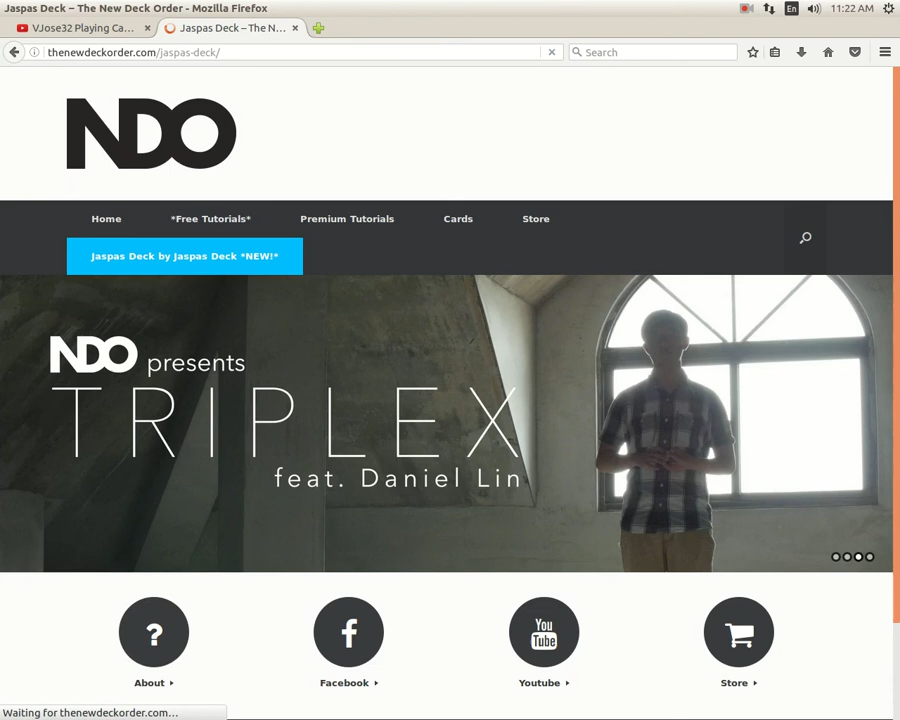 Jaspas Deck – The New Deck Order - Mozilla Firefox
En
11:22 AM
VJose32 Playing Ca... ×
Jaspas Deck – The N... ×
thenewdeckorder.com/jaspas-deck/
Search
NDO
Home
*Free Tutorials*
Premium Tutorials
Cards
Store
Jaspas Deck by Jaspas Deck *NEW!*
NDO presents
TRIPLEX
feat. Daniel Lin
?
f
You
Tube
About
Facebook
Youtube
Store
Waiting for thenewdeckorder.com...